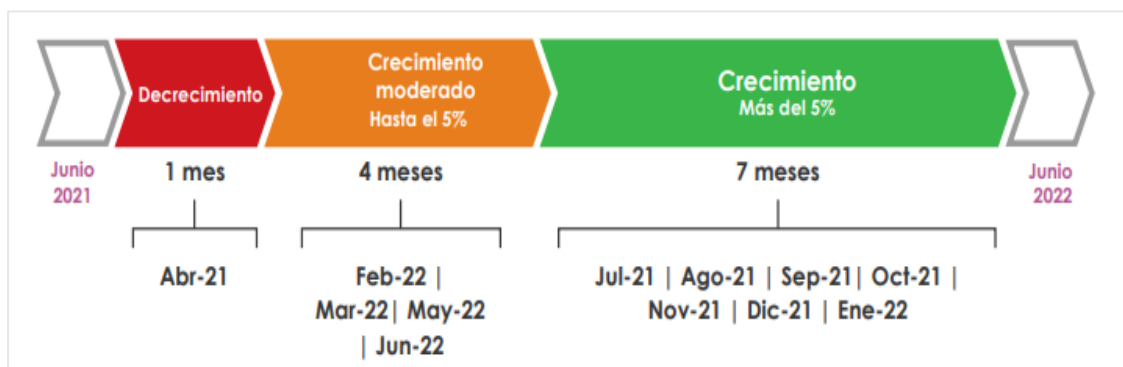 Decrecimiento
Crecimiento
moderado
Hasta el 5%
Crecimiento
Más del 5%
Junio
2021
1 mes
4 meses
7 meses
Junio
2022
Abr-21
Feb-22 |
Mar-22| May-22
| Jun-22
Jul-21 | Ago-21 | Sep-21| Oct-21 |
Nov-21 | Dic-21 | Ene-22